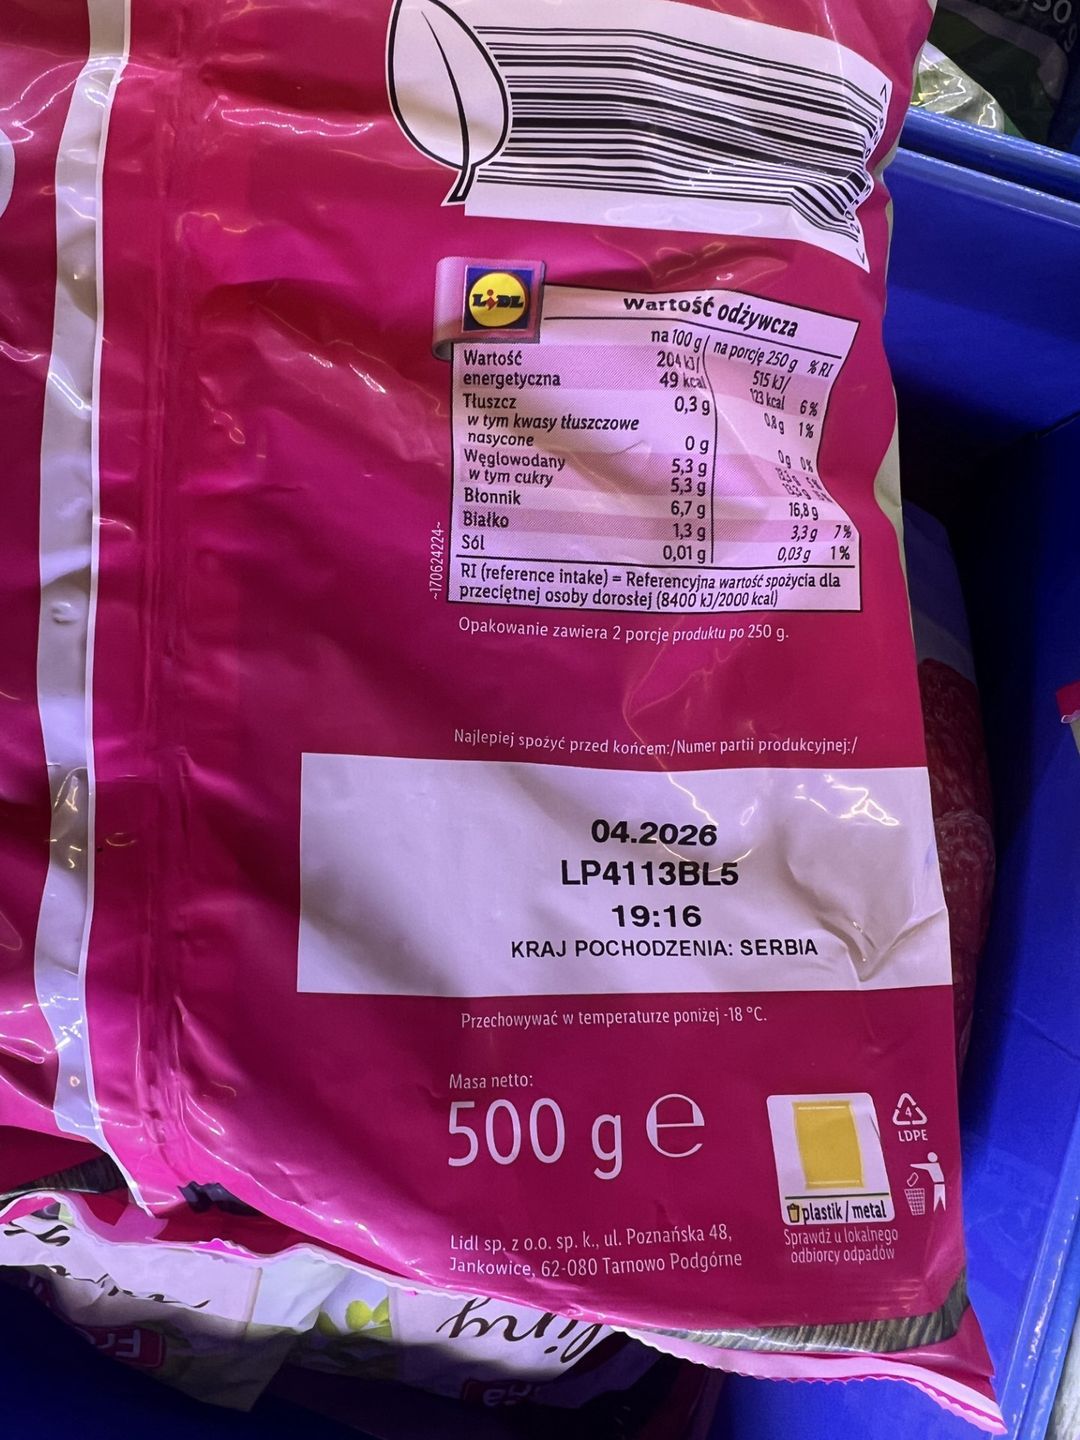 LIDL
Wartość odżywcza
na 100 g na porcję 250 g % RI
Wartość energetyczna 204 kJ/ 49 kcal 515 kJ/ 123 kcal 6%
Tłuszcz 0,3 g 0,8 g 1%
w tym kwasy tłuszczowe
nasycone 0 g 0 g 0%
Węglowodany 5,3 g
w tym cukry 5,3 g
Błonnik 6,7 g 16,8 g
Białko 1,3 g 3,3 g 7%
Sól 0,01 g 0,03 g 1%
RI (reference intake) = Referencyjna wartość spożycia dla
przeciętnej osoby dorosłej (8400 kJ/2000 kcal)
~170624224~
Opakowanie zawiera 2 porcje produktu po 250 g.
Najlepiej spożyć przed końcem:/Numer partii produkcyjnej:/
04.2026
LP4113BL5
19:16
KRAJ POCHODZENIA: SERBIA
Przechowywać w temperaturze poniżej -18 °C.
Masa netto:
500 g e
4
LDPE
plastik / metal
Sprawdź u lokalnego
odbiorcy odpadów
Lidl sp. z o.o. sp. k., ul. Poznańska 48,
Jankowice, 62-080 Tarnowo Podgórne